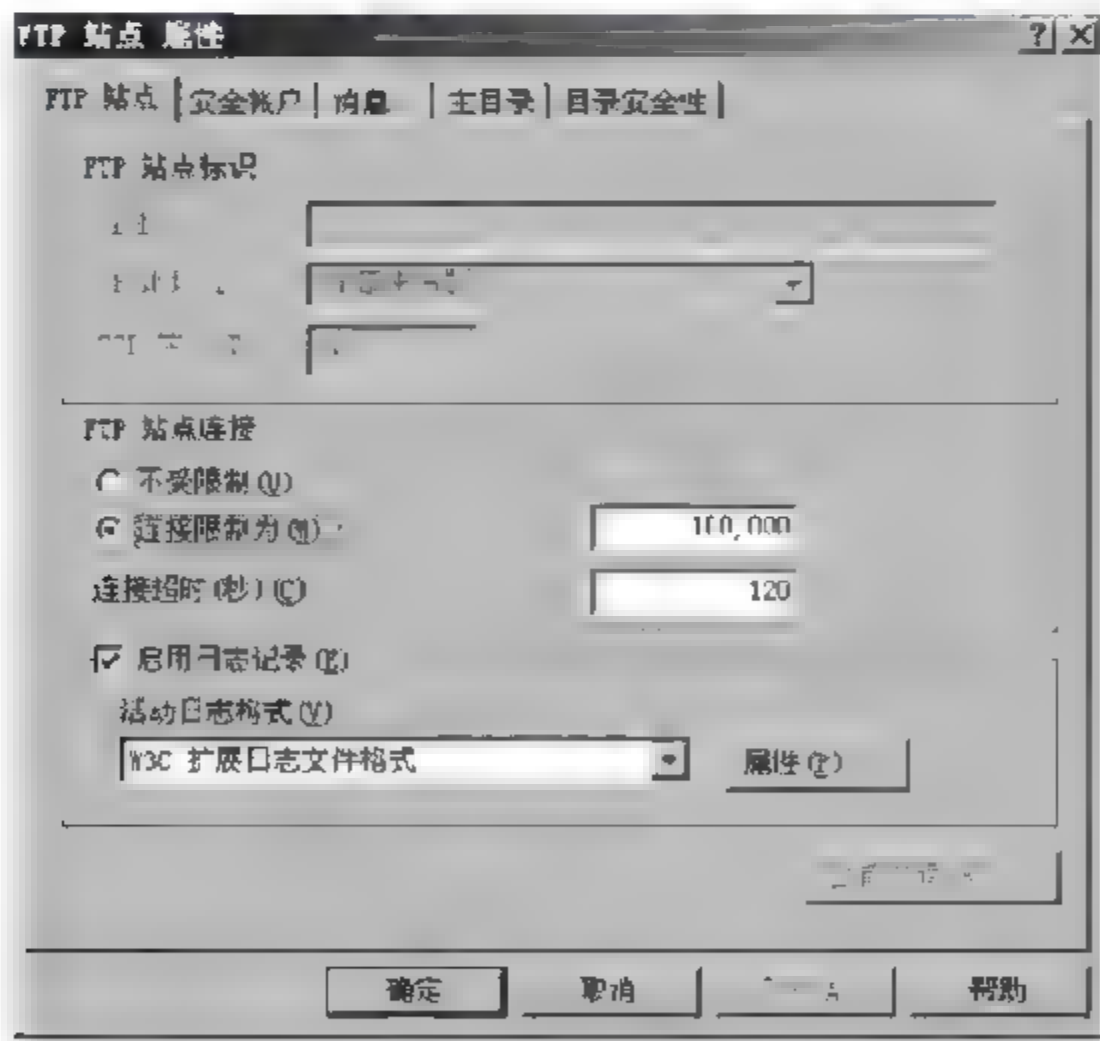 FTP 站点 属性
FTP 站点 安全帐户 消息 主目录 目录安全性
FTP 站点标识
FTP 站点连接
不受限制(U)
连接限制为(M)
100,000
连接超时(秒)(C)
120
启用日志记录(E)
活动日志格式(V)
W3C 扩展日志文件格式
属性(P)
确定 取消 帮助